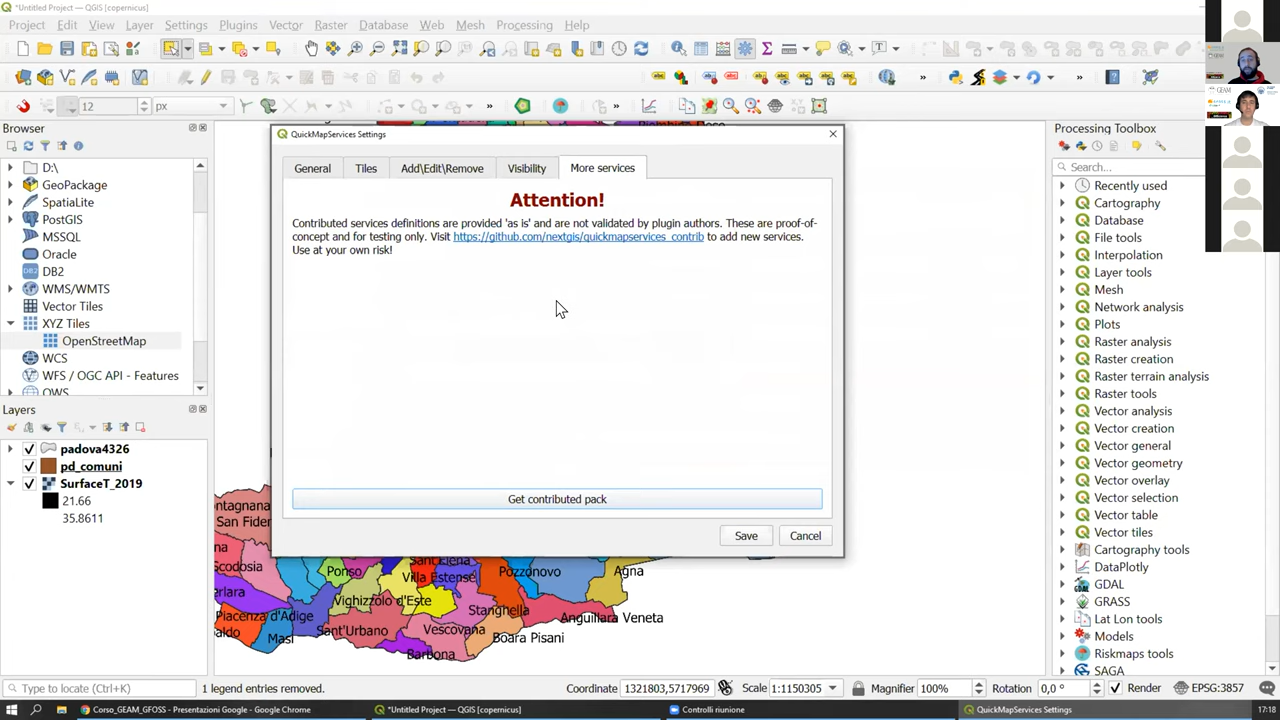 *Untitled Project — QGIS [copernicus]
Project Edit View Layer Settings Plugins Vector Raster Database Web Mesh Processing Help
12 px
Browser
D:\
GeoPackage
SpatiaLite
PostGIS
MSSQL
Oracle
DB2
WMS/WMTS
Vector Tiles
XYZ Tiles
OpenStreetMap
WCS
WFS / OGC API - Features
OWS
Layers
padova4326
pd_comuni
SurfaceT_2019
21.66
35.8611
QuickMapServices Settings
General Tiles Add\Edit\Remove Visibility More services
Attention!
Contributed services definitions are provided 'as is' and are not validated by plugin authors. These are proof-of-
concept and for testing only. Visit https://github.com/nextgis/quickmapservices_contrib to add new services.
Use at your own risk!
Get contributed pack
Save Cancel
ontagnana
San Fider
Scodosia
erlara
Piacenza d'Adige
aldo
Masi
Ponso
Sant'Elena
Villa Estense
Vighizzolo d'Este
Sant'Urbano
Vescovana
Barbona
Pozzonovo
Stanghella
Boara Pisani
Agna
Anguillara Veneta
Processing Toolbox
Search...
Recently used
Cartography
Database
File tools
Interpolation
Layer tools
Mesh
Network analysis
Plots
Raster analysis
Raster creation
Raster terrain analysis
Raster tools
Vector analysis
Vector creation
Vector general
Vector geometry
Vector overlay
Vector selection
Vector table
Vector tiles
Cartography tools
DataPlotly
GDAL
GRASS
Lat Lon tools
Models
Riskmaps tools
SAGA
Type to locate (Ctrl+K) 1 legend entries removed. Coordinate 1321803,5717969 Scale 1:1150305 Magnifier 100% Rotation 0,0 ° Render EPSG:3857
Corso_GEAM_GFOSS - Presentazioni Google - Google Chrome *Untitled Project — QGIS [copernicus] Controlli riunione QuickMapServices Settings 17:18